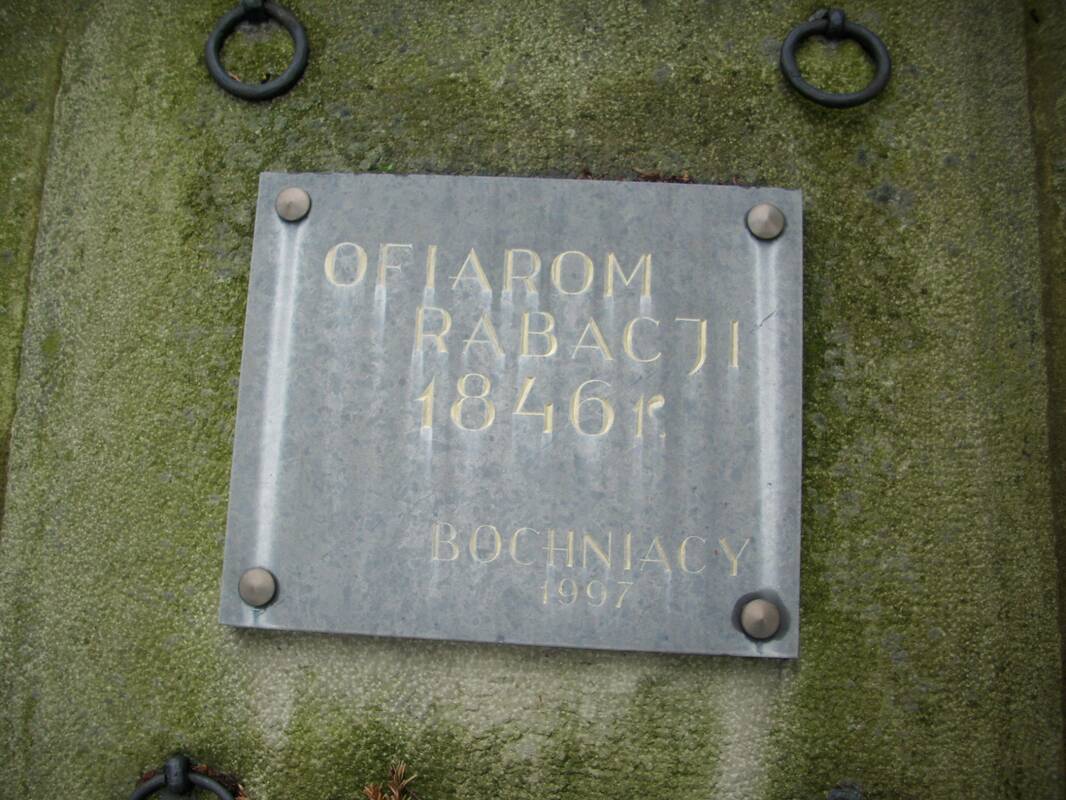 OFIAROM
RABACJI
1846 r.
BOCHNIACY
1997